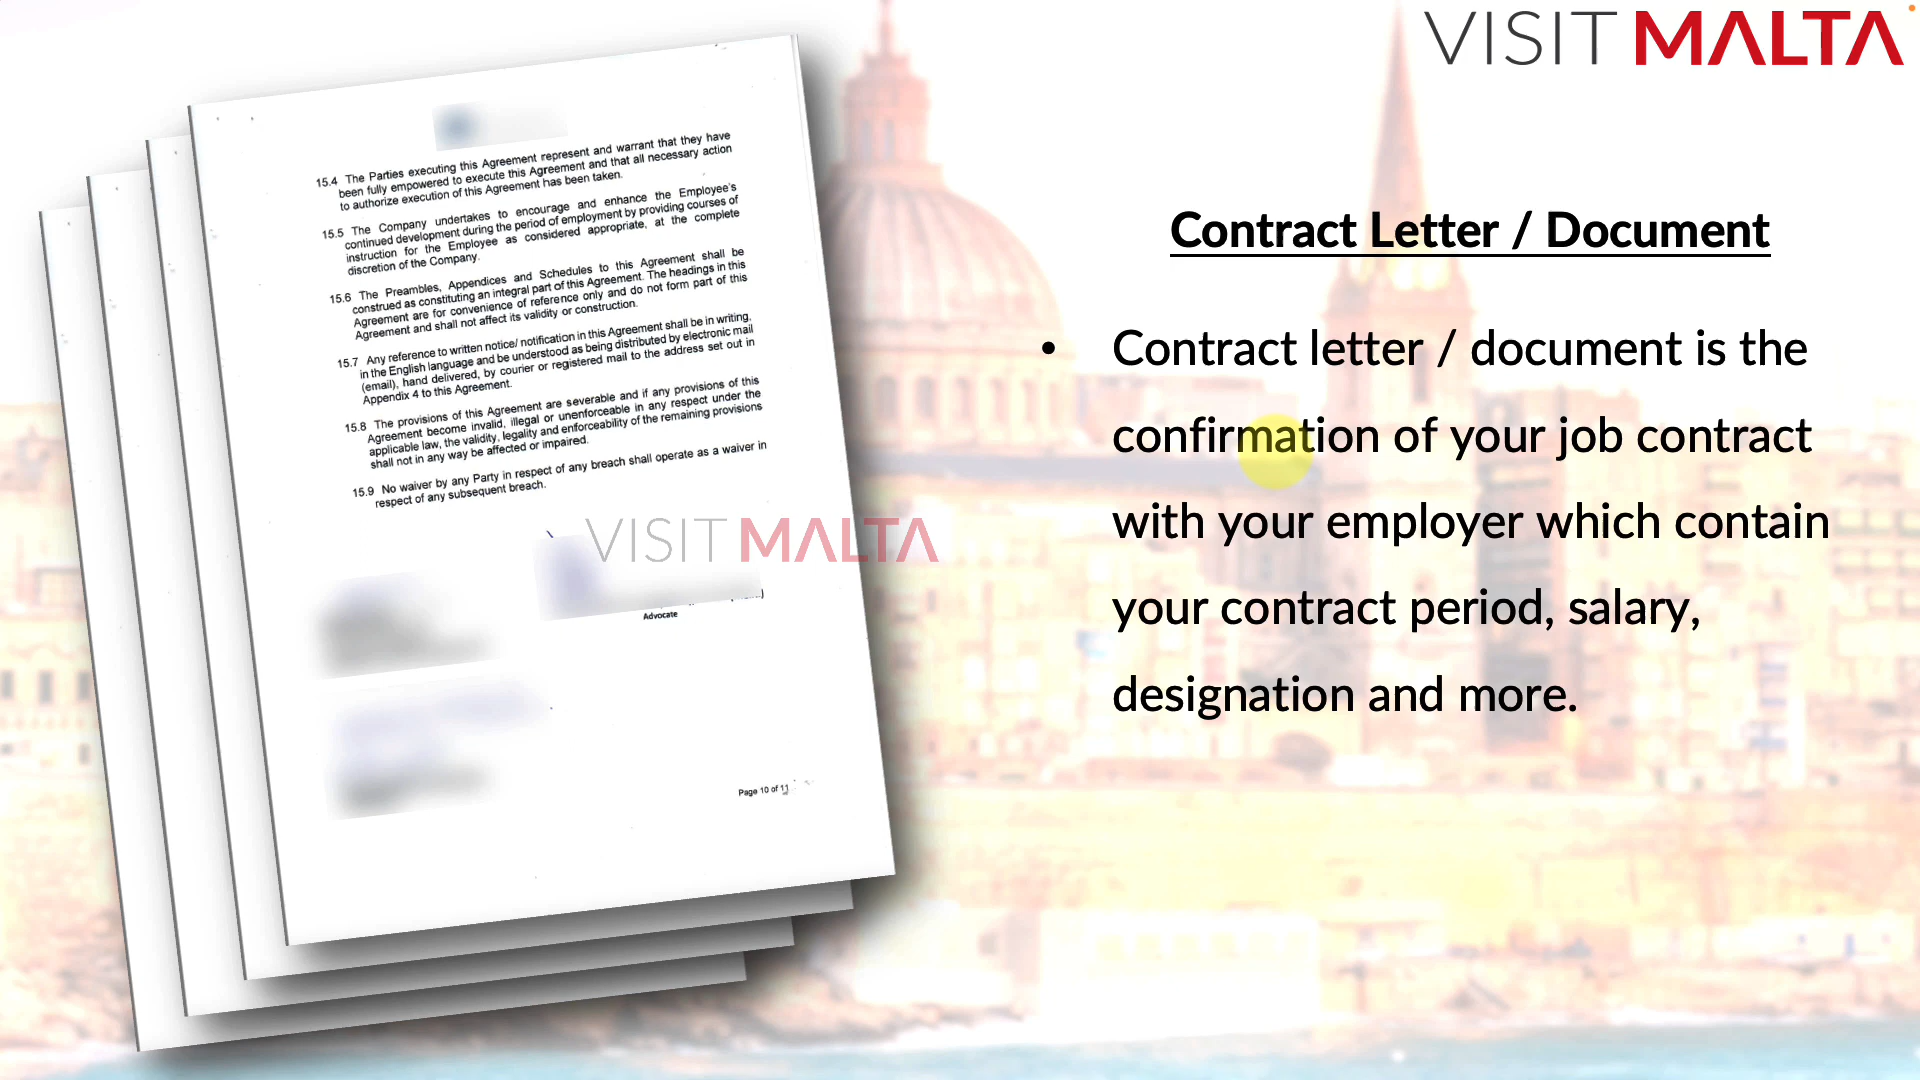 VISIT MALTA
15.4 The Parties executing this Agreement represent and warrant that they have
been fully empowered to execute this Agreement and that all necessary action
to authorize execution of this Agreement has been taken.
15.5 The Company undertakes to encourage and enhance the Employee's
continued development during the period of employment by providing courses of
instruction for the Employee as considered appropriate, at the complete
discretion of the Company.
15.6 The Preambles, Appendices and Schedules to this Agreement shall be
construed as constituting an integral part of this Agreement. The headings in this
Agreement are for convenience of reference only and do not form part of this
Agreement and shall not affect its validity or construction.
15.7 Any reference to written notice/ notification in this Agreement shall be in writing,
in the English language and be understood as being distributed by electronic mail
(email), hand delivered, by courier or registered mail to the address set out in
Appendix 4 to this Agreement.
15.8 The provisions of this Agreement are severable and if any provisions of this
Agreement become invalid, illegal or unenforceable in any respect under the
applicable law, the validity, legality and enforceability of the remaining provisions
shall not in any way be affected or impaired.
15.9 No waiver by any Party in respect of any breach shall operate as a waiver in
respect of any subsequent breach.
VISIT MALTA
Advocate
Page 10 of 11
Contract Letter / Document
• Contract letter / document is the
confirmation of your job contract
with your employer which contain
your contract period, salary,
designation and more.